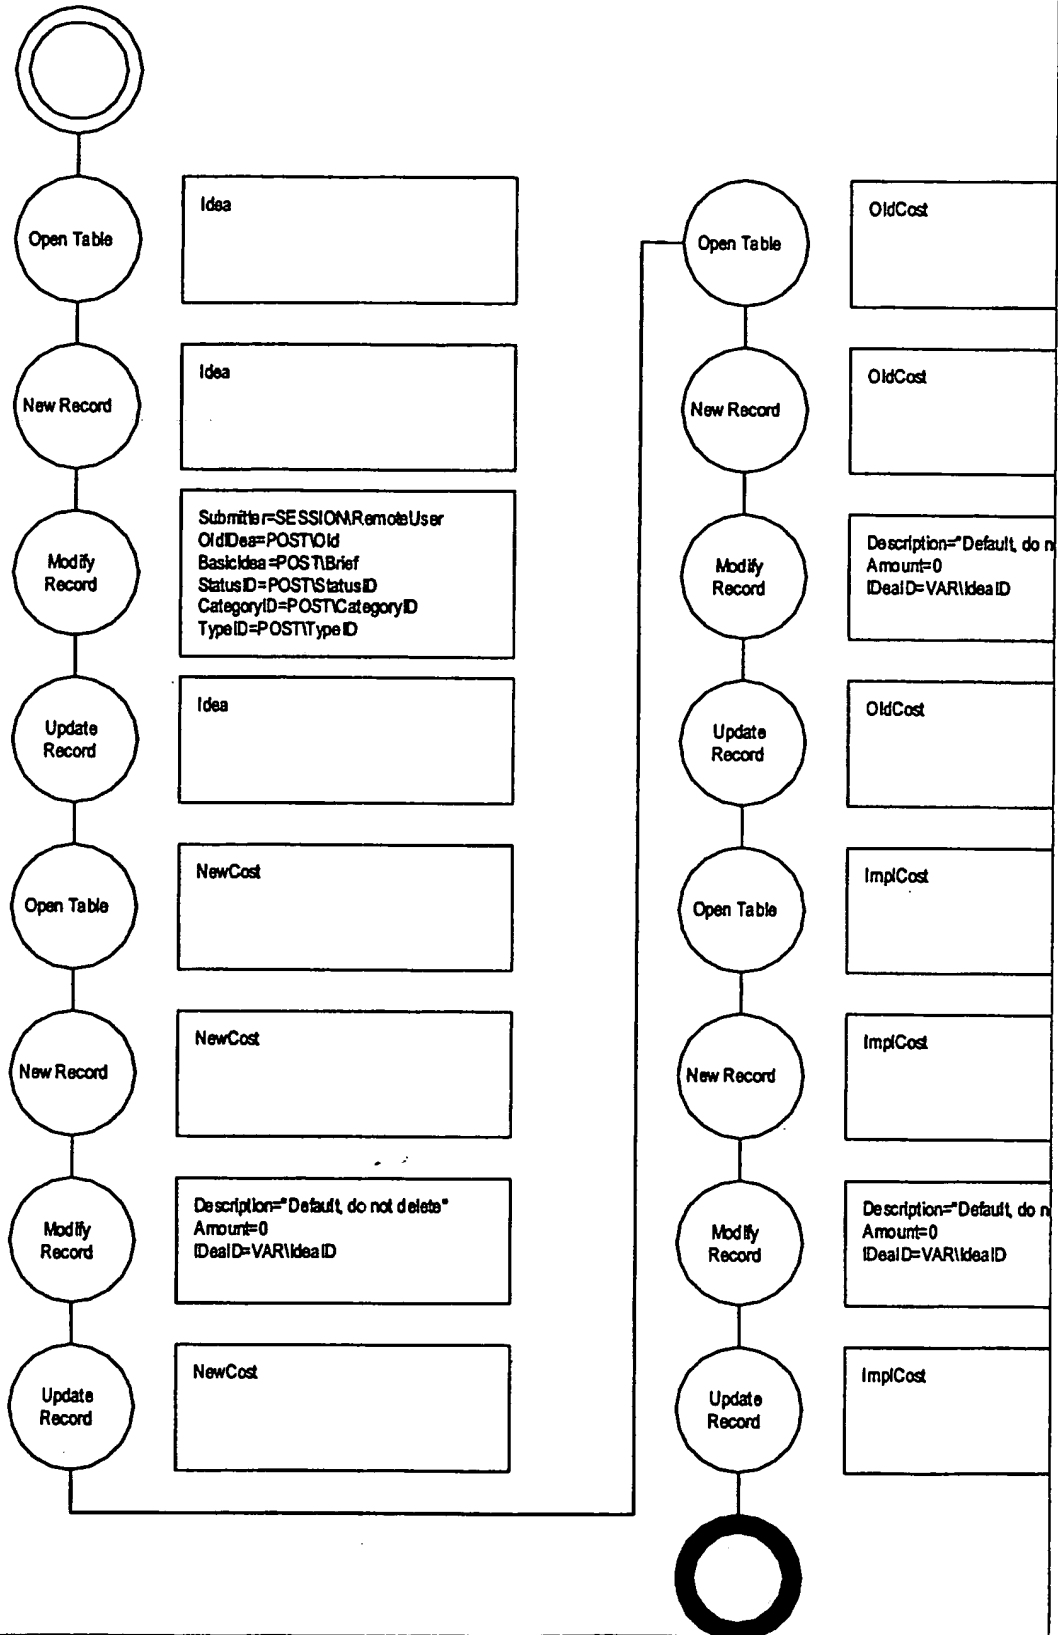 Open Table
Idea
New Record
Idea
Modify
Record
Submitter=SESSION\RemoteUser
OldIDea=POST\Old
BasicIdea=POST\Brief
StatusID=POST\StatusID
CategoryID=POST\CategoryID
TypeID=POST\TypeID
Update
Record
Idea
Open Table
NewCost
New Record
NewCost
Modify
Record
Description="Default, do not delete"
Amount=0
IDeaID=VAR\IdeaID
Update
Record
NewCost
Open Table
OldCost
New Record
OldCost
Modify
Record
Description="Default, do n
Amount=0
IDeaID=VAR\IdeaID
Update
Record
OldCost
Open Table
ImplCost
New Record
ImplCost
Modify
Record
Description="Default, do n
Amount=0
IDeaID=VAR\IdeaID
Update
Record
ImplCost